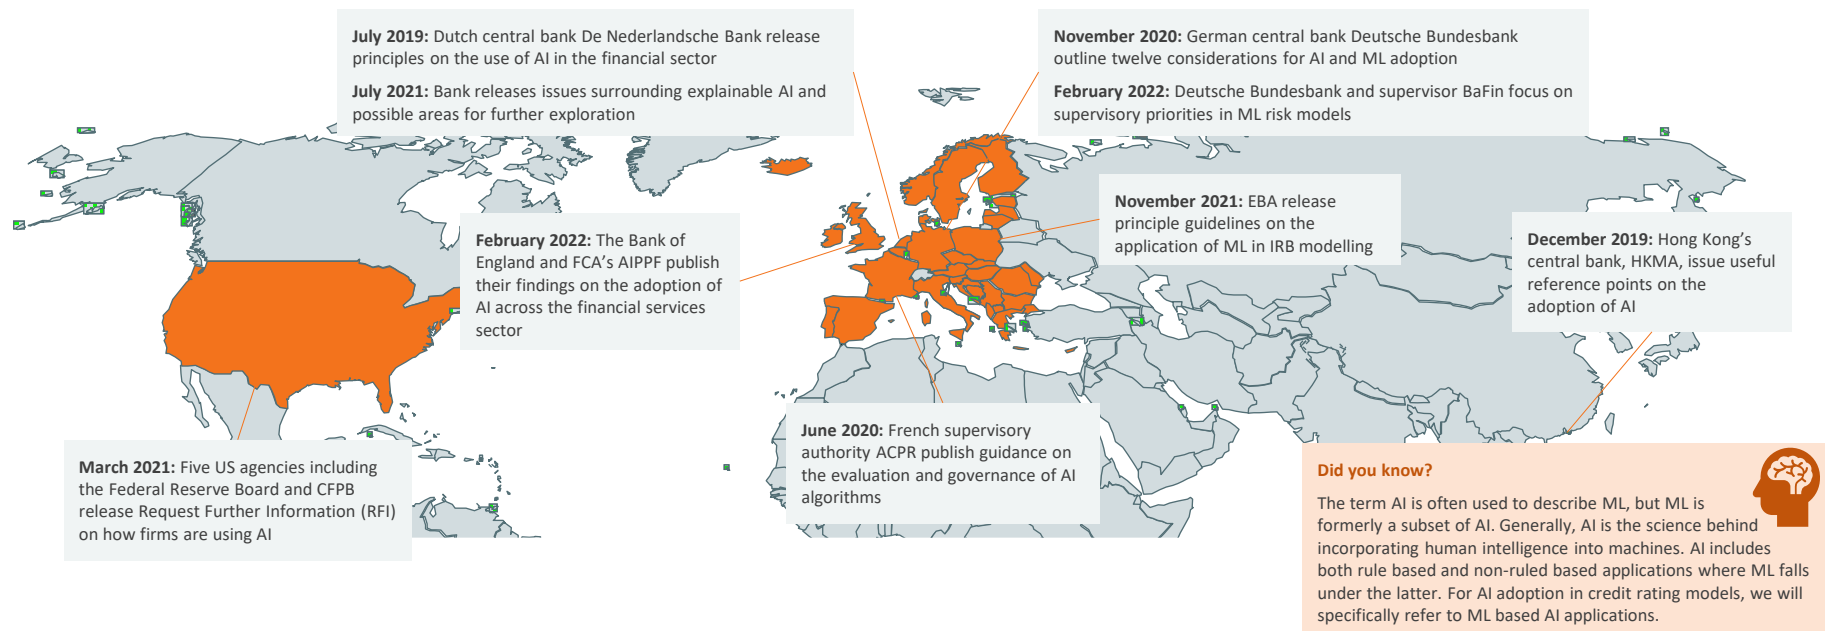 July 2019: Dutch central bank De Nederlandsche Bank release
principles on the use of AI in the financial sector
July 2021: Bank releases issues surrounding explainable AI and
possible areas for further exploration
November 2020: German central bank Deutsche Bundesbank
outline twelve considerations for AI and ML adoption
February 2022: Deutsche Bundesbank and supervisor BaFin focus on
supervisory priorities in ML risk models
November 2021: EBA release
principle guidelines on the
application of ML in IRB modelling
February 2022: The Bank of
England and FCA's AIPPF publish
their findings on the adoption of
AI across the financial services
sector
December 2019: Hong Kong's
central bank, HKMA, issue useful
reference points on the
adoption of AI
June 2020: French supervisory
authority ACPR publish guidance on
the evaluation and governance of AI
algorithms
March 2021: Five US agencies including
the Federal Reserve Board and CFPB
release Request Further Information (RFI)
on how firms are using AI
Did you know?
The term AI is often used to describe ML, but ML is
formerly a subset of AI. Generally, AI is the science behind
incorporating human intelligence into machines. AI includes
both rule based and non-ruled based applications where ML falls
under the latter. For AI adoption in credit rating models, we will
specifically refer to ML based AI applications.